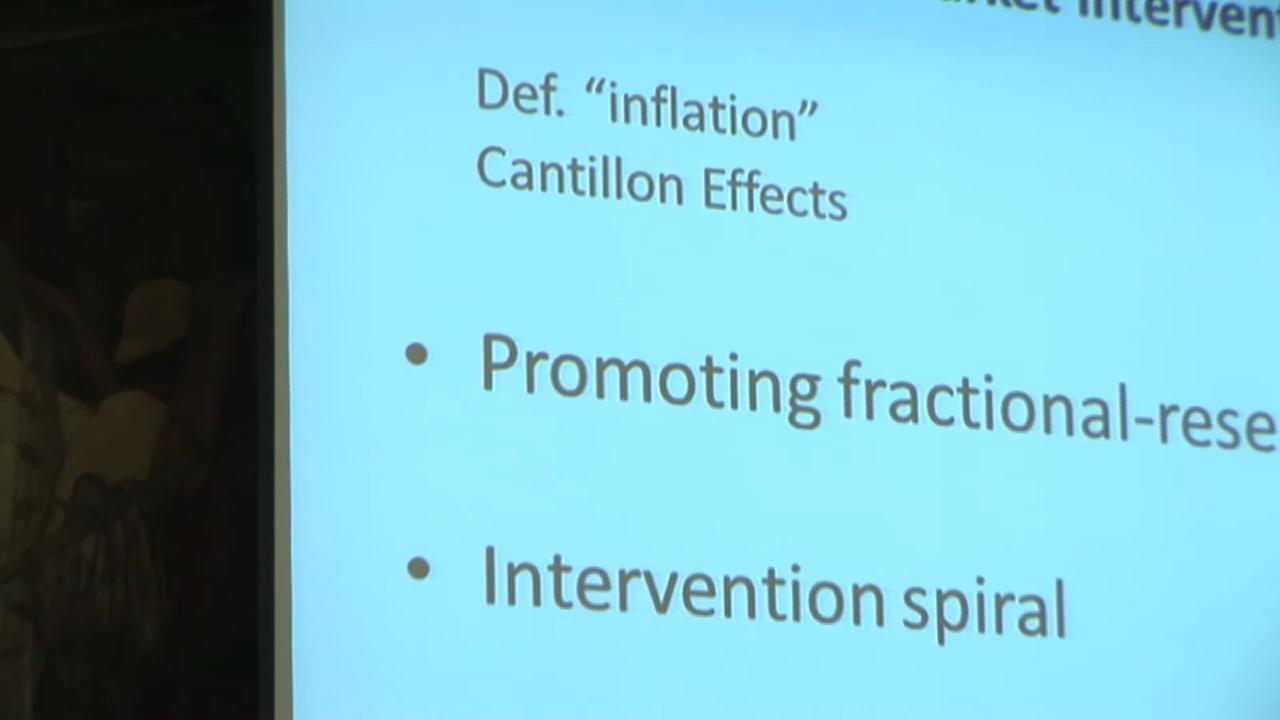 Def. “inflation”
Cantillon Effects
• Promoting fractional-rese
• Intervention spiral